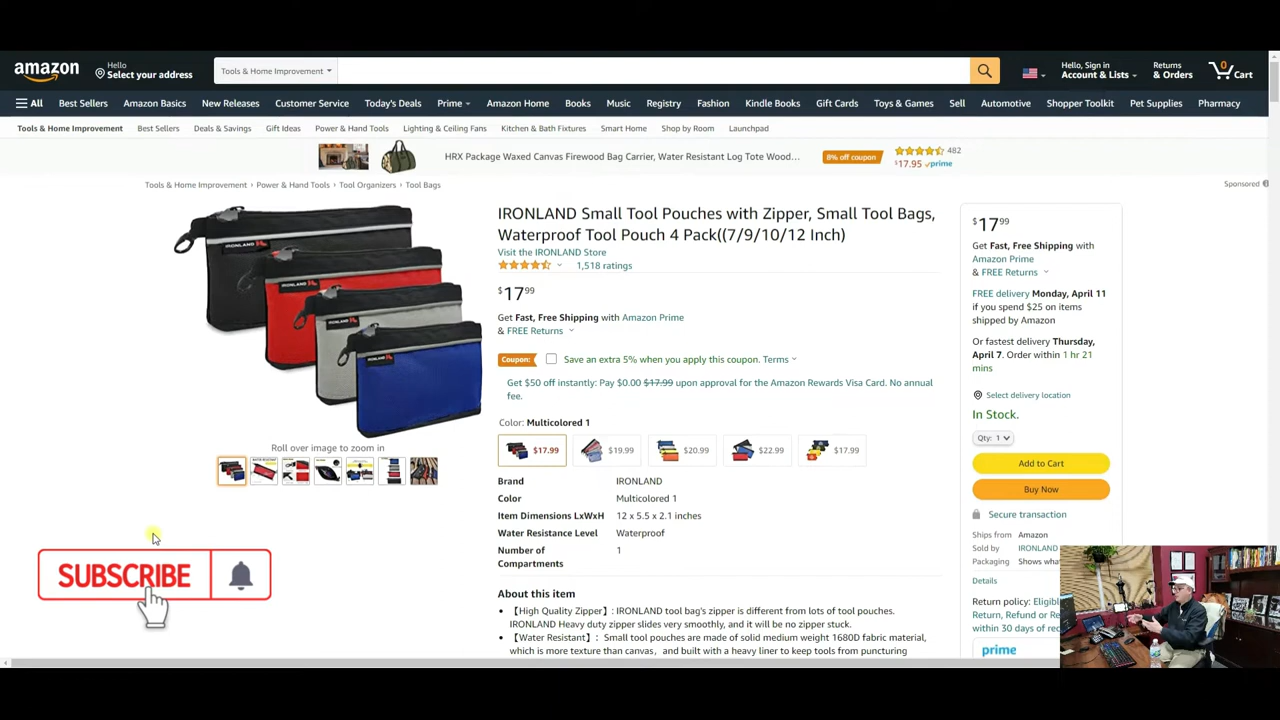 amazon
Hello
Select your address
Tools & Home Improvement
Hello, Sign in
Account & Lists
Returns
& Orders
0
Cart
All
Best Sellers
Amazon Basics
New Releases
Customer Service
Today's Deals
Prime
Amazon Home
Books
Music
Registry
Fashion
Kindle Books
Gift Cards
Toys & Games
Sell
Automotive
Shopper Toolkit
Pet Supplies
Pharmacy
Tools & Home Improvement
Best Sellers
Deals & Savings
Gift Ideas
Power & Hand Tools
Lighting & Ceiling Fans
Kitchen & Bath Fixtures
Smart Home
Shop by Room
Launchpad
HRX Package Waxed Canvas Firewood Bag Carrier, Water Resistant Log Tote Wood...
8% off coupon
482
$17.95 prime
Tools & Home Improvement › Power & Hand Tools › Tool Organizers › Tool Bags
Sponsored
IRONLAND
IRONLAND
IRONLAND
IRONLAND
Roll over image to zoom in
IRONLAND Small Tool Pouches with Zipper, Small Tool Bags,
Waterproof Tool Pouch 4 Pack((7/9/10/12 Inch)
Visit the IRONLAND Store
1,518 ratings
$17 99
Get Fast, Free Shipping with Amazon Prime
& FREE Returns
Coupon:
Save an extra 5% when you apply this coupon. Terms
Get $50 off instantly: Pay $0.00 $17.99 upon approval for the Amazon Rewards Visa Card. No annual
fee.
Color: Multicolored 1
$17.99
$19.99
$20.99
$22.99
$17.99
Brand IRONLAND
Color Multicolored 1
Item Dimensions LxWxH 12 x 5.5 x 2.1 inches
Water Resistance Level Waterproof
Number of 1
Compartments
About this item
• 【High Quality Zipper】: IRONLAND tool bag's zipper is different from lots of tool pouches.
IRONLAND Heavy duty zipper slides very smoothly, and it will be no zipper stuck.
• 【Water Resistant】: Small tool pouches are made of solid medium weight 1680D fabric material,
which is more texture than canvas, and built with a heavy liner to keep tools from puncturing
$17 99
Get Fast, Free Shipping with
Amazon Prime
& FREE Returns
FREE delivery Monday, April 11
if you spend $25 on items
shipped by Amazon
Or fastest delivery Thursday,
April 7. Order within 1 hr 21
mins
Select delivery location
In Stock.
Qty: 1
Add to Cart
Buy Now
Secure transaction
Ships from Amazon
Sold by IRONLAND
Packaging Shows what
Details
Return policy: Eligible
Return, Refund or Re
within 30 days of rec
prime
SUBSCRIBE